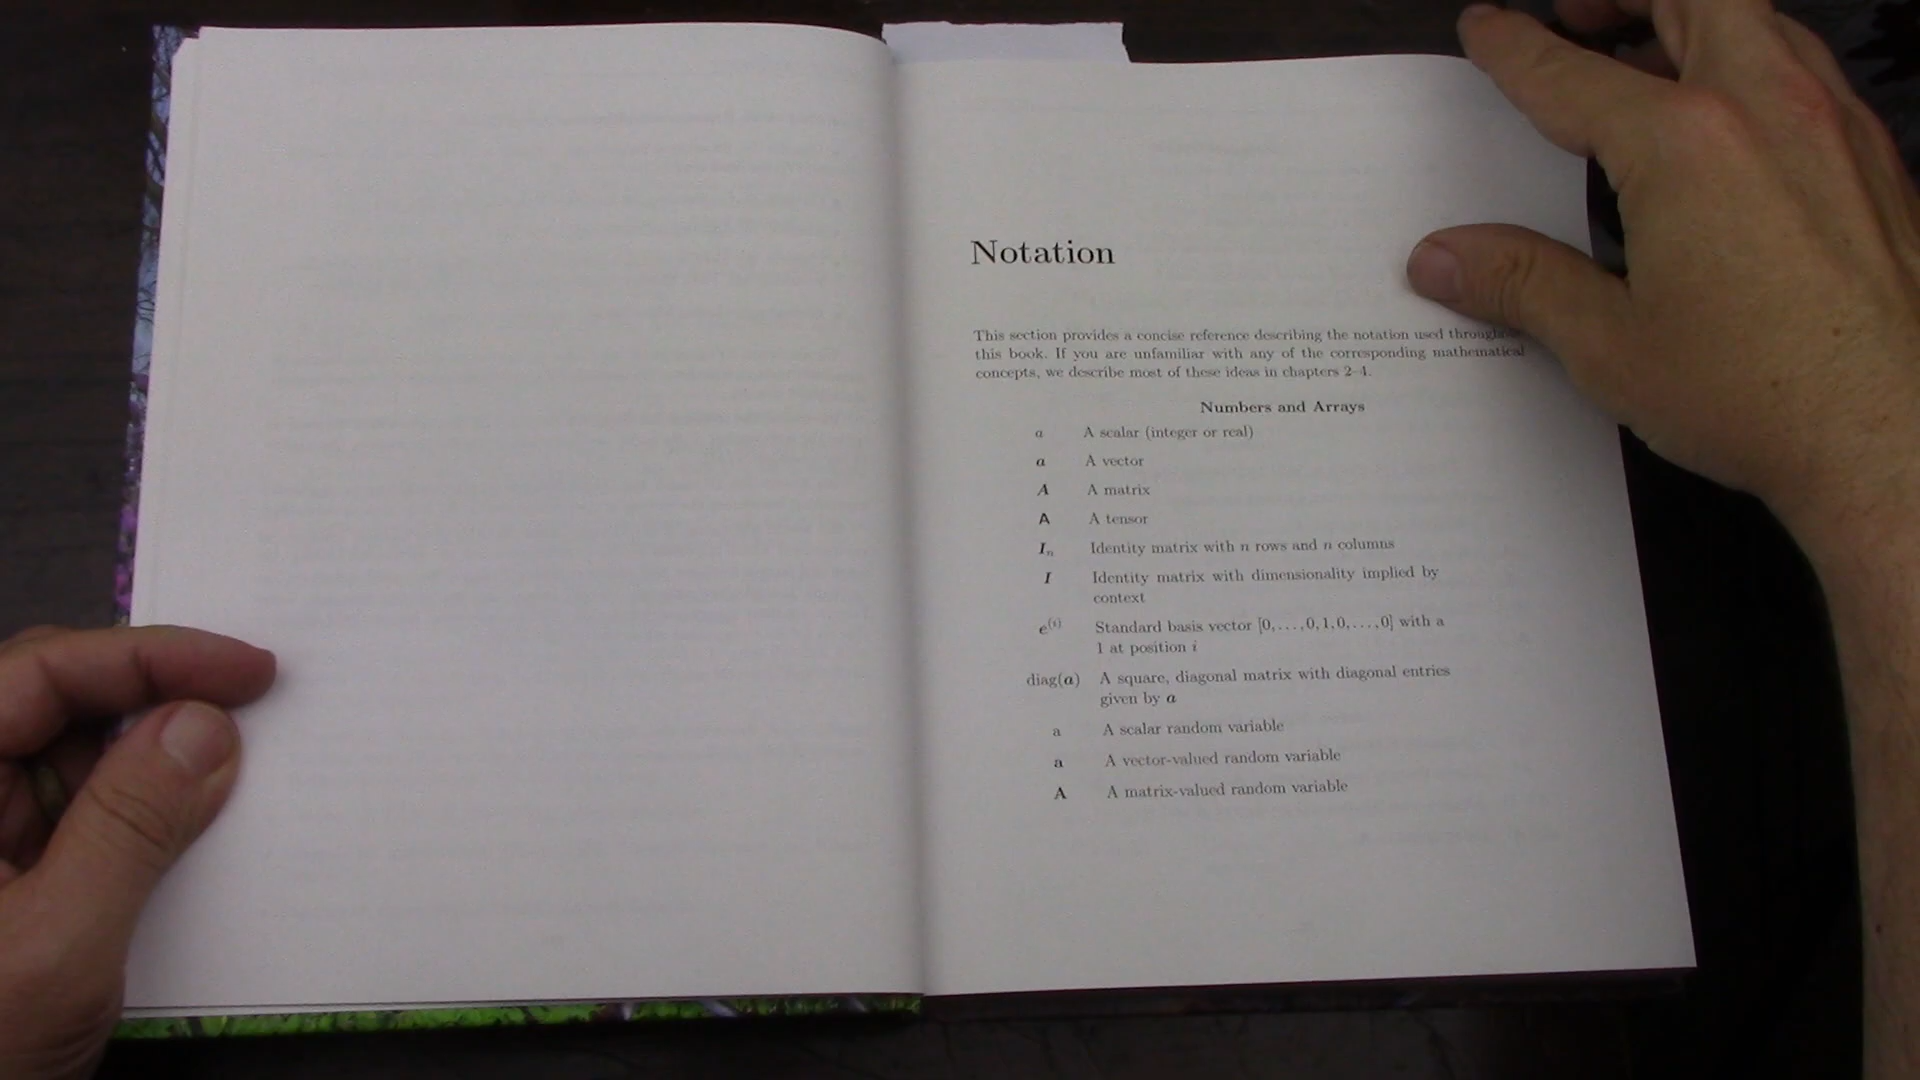 Notation
This section provides a concise reference describing the notation used
this book. If you are unfamiliar with any of the corresponding mathematical
concepts, we describe most of these ideas in chapters 2–4.
Numbers and Arrays
a A scalar (integer or real)
a A vector
A A matrix
A A tensor
Iₙ Identity matrix with n rows and n columns
I Identity matrix with dimensionality implied by
context
e⁽ⁱ⁾ Standard basis vector [0, . . . , 0, 1, 0, . . . , 0] with a
1 at position i
diag(a) A square, diagonal matrix with diagonal entries
given by a
a A scalar random variable
a A vector-valued random variable
A A matrix-valued random variable